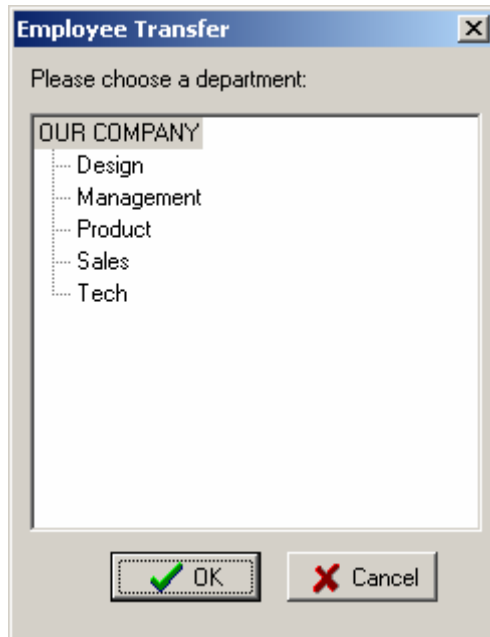 Employee Transfer
Please choose a department:
OUR COMPANY
Design
Management
Product
Sales
Tech
OK Cancel